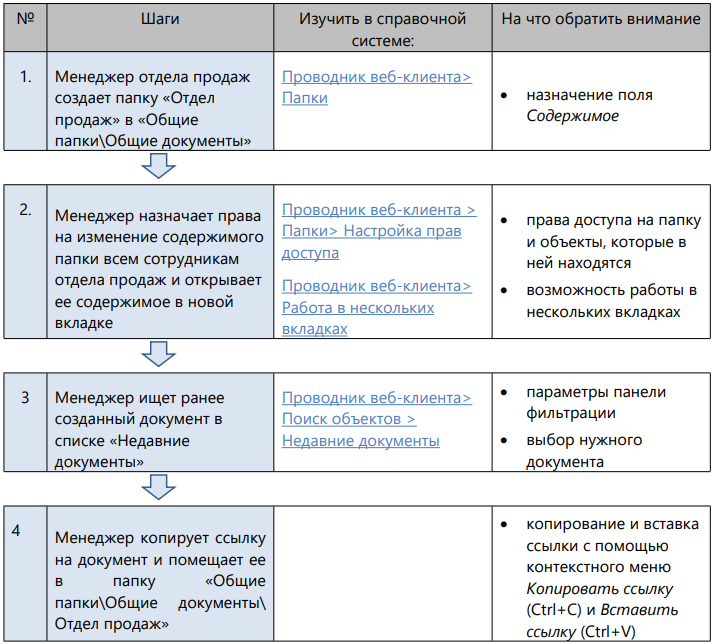 №
Шаги
Изучить в справочной
системе:
На что обратить внимание
1.
Менеджер отдела продаж
создает папку «Отдел
продаж» в «Общие
папки\Общие документы»
Проводник веб-клиента>
Папки
• назначение поля
Содержимое
2.
Менеджер назначает права
на изменение содержимого
папки всем сотрудникам
отдела продаж и открывает
ее содержимое в новой
вкладке
Проводник веб-клиента >
Папки> Настройка прав
доступа
Проводник веб-клиента>
Работа в нескольких
вкладках
• права доступа на папку
и объекты, которые в
ней находятся
• возможность работы в
нескольких вкладках
3
Менеджер ищет ранее
созданный документ в
списке «Недавние
документы»
Проводник веб-клиента>
Поиск объектов >
Недавние документы
• параметры панели
фильтрации
• выбор нужного
документа
4
Менеджер копирует ссылку
на документ и помещает ее
в папку «Общие
папки\Общие документы\
Отдел продаж»
• копирование и вставка
ссылки с помощью
контекстного меню
Копировать ссылку
(Ctrl+C) и Вставить
ссылку (Ctrl+V)